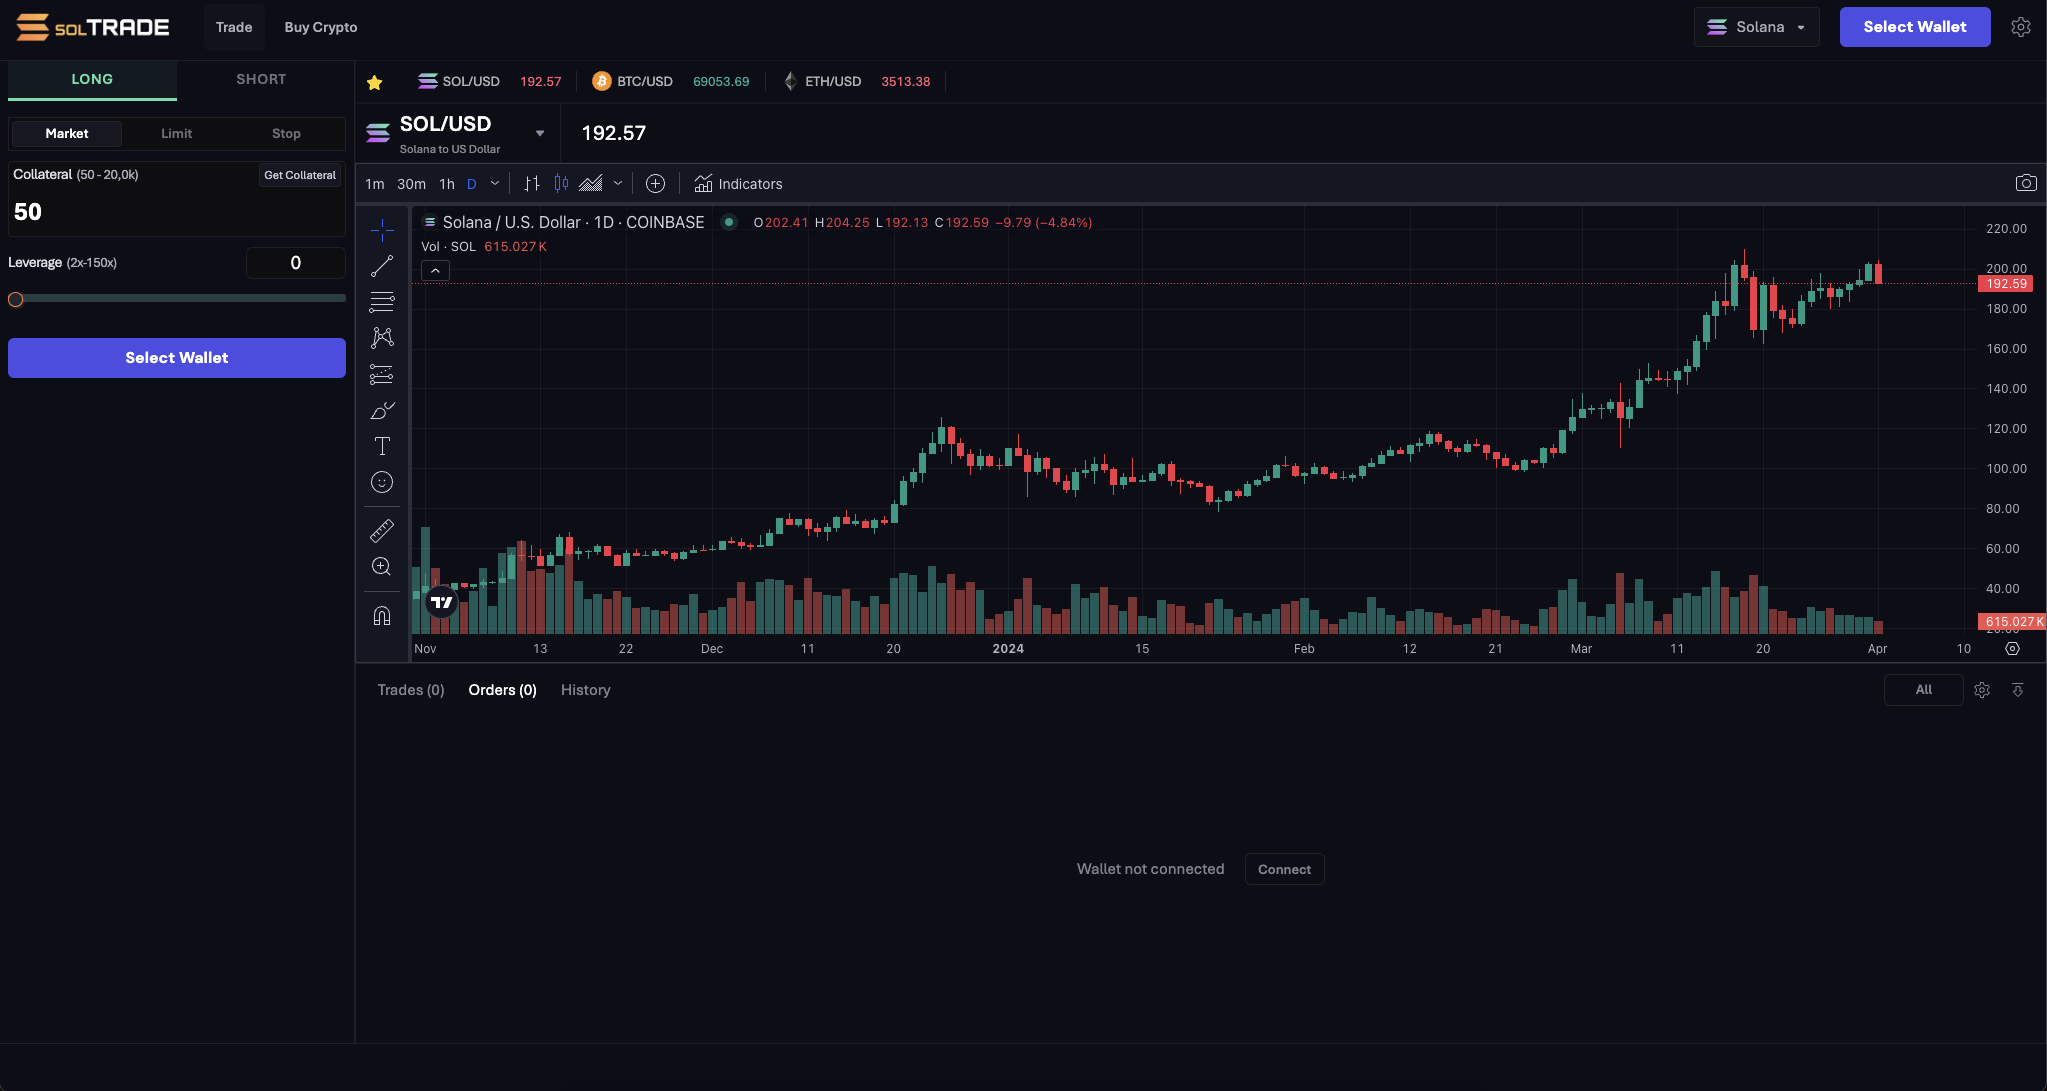 SOLTRADE
Trade
Buy Crypto
Solana
Select Wallet
LONG
SHORT
SOL/USD 192.57
BTC/USD 69053.69
ETH/USD 3513.38
Market
Limit
Stop
SOL/USD
Solana to US Dollar
192.57
Collateral (50 - 20,0k)
Get Collateral
50
Leverage (2x-150x)
0
Select Wallet
1m 30m 1h D
Indicators
Solana / U.S. Dollar · 1D · COINBASE
O202.41 H204.25 L192.13 C192.59 −9.79 (−4.84%)
Vol · SOL 615.027K
220.00
200.00
192.59
180.00
160.00
140.00
120.00
100.00
80.00
60.00
40.00
615.027K
20.00
Nov 13 22 Dec 11 20 2024 15 Feb 12 21 Mar 11 20 Apr 10
Trades (0)
Orders (0)
History
All
Wallet not connected
Connect